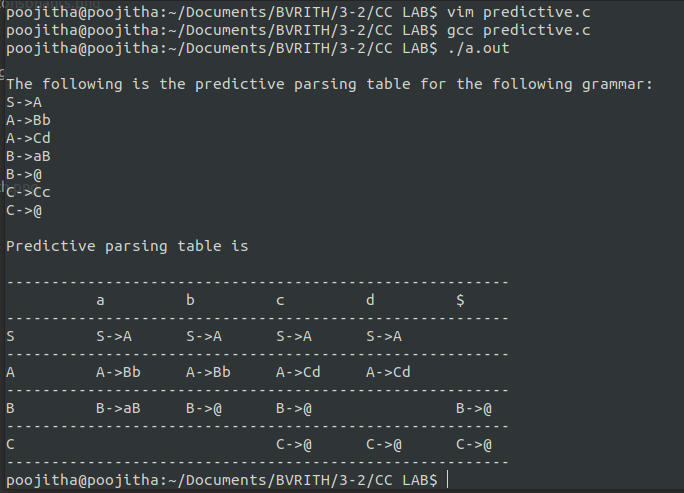 poojitha@poojitha:~/Documents/BVRITH/3-2/CC LAB$ vim predictive.c
poojitha@poojitha:~/Documents/BVRITH/3-2/CC LAB$ gcc predictive.c
poojitha@poojitha:~/Documents/BVRITH/3-2/CC LAB$ ./a.out
The following is the predictive parsing table for the following grammar:
S->A
A->Bb
A->Cd
B->aB
B->@
C->Cc
C->@
Predictive parsing table is
--------------------------------------------------------
a b c d $
--------------------------------------------------------
S S->A S->A S->A S->A
--------------------------------------------------------
A A->Bb A->Bb A->Cd A->Cd
--------------------------------------------------------
B B->aB B->@ B->@ B->@
--------------------------------------------------------
C C->@ C->@ C->@
--------------------------------------------------------
poojitha@poojitha:~/Documents/BVRITH/3-2/CC LAB$